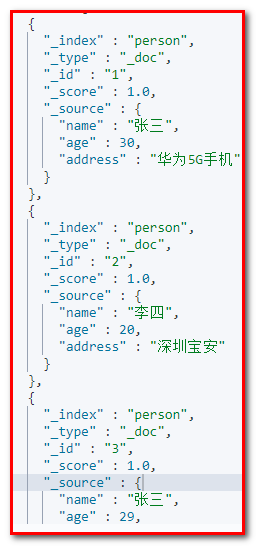 {
"_index" : "person",
"_type" : "_doc",
"_id" : "1",
"_score" : 1.0,
"_source" : {
"name" : "张三",
"age" : 30,
"address" : "华为5G手机"
}
},
{
"_index" : "person",
"_type" : "_doc",
"_id" : "2",
"_score" : 1.0,
"_source" : {
"name" : "李四",
"age" : 20,
"address" : "深圳宝安"
}
},
{
"_index" : "person",
"_type" : "_doc",
"_id" : "3",
"_score" : 1.0,
"_source" : {
"name" : "张三",
"age" : 29,